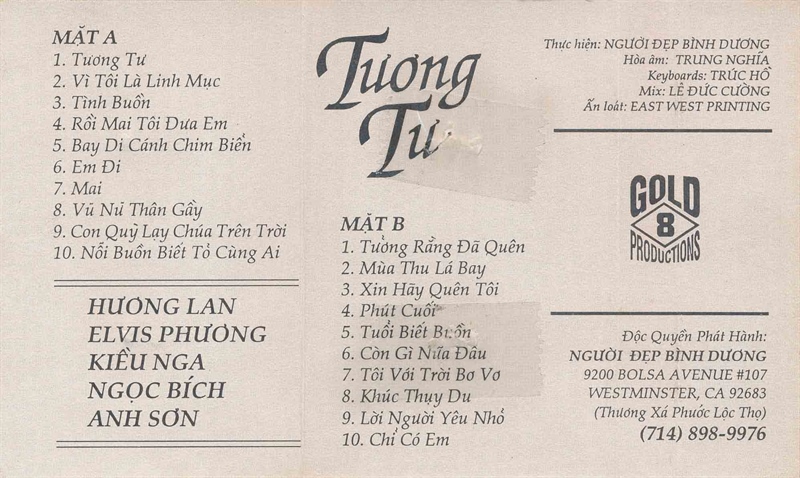 MẶT A
1. Tương Tư
2. Vì Tôi Là Linh Mục
3. Tình Buồn
4. Rồi Mai Tôi Đưa Em
5. Bay Di Cánh Chim Biển
6. Em Đi
7. Mai
8. Vũ Nữ Thân Gầy
9. Con Quỳ Lạy Chúa Trên Trời
10. Nỗi Buồn Biết Tỏ Cùng Ai
HƯƠNG LAN
ELVIS PHƯƠNG
KIỀU NGA
NGỌC BÍCH
ANH SƠN
Tương
Tư
MẶT B
1. Tưởng Rằng Đã Quên
2. Mùa Thu Lá Bay
3. Xin Hãy Quên Tôi
4. Phút Cuối
5. Tuổi Biết Buồn
6. Còn Gì Nữa Đâu
7. Tôi Với Trời Bơ Vơ
8. Khúc Thụy Du
9. Lời Người Yêu Nhỏ
10. Chỉ Có Em
Thực hiện: NGƯỜI ĐẸP BÌNH DƯƠNG
Hòa âm: TRUNG NGHĨA
Keyboards: TRÚC HỒ
Mix: LÊ ĐỨC CƯỜNG
Ấn loát: EAST WEST PRINTING
GOLD
8
PRODUCTIONS
Độc Quyền Phát Hành:
NGƯỜI ĐẸP BÌNH DƯƠNG
9200 BOLSA AVENUE #107
WESTMINSTER, CA 92683
(Thương Xá Phước Lộc Thọ)
(714) 898-9976